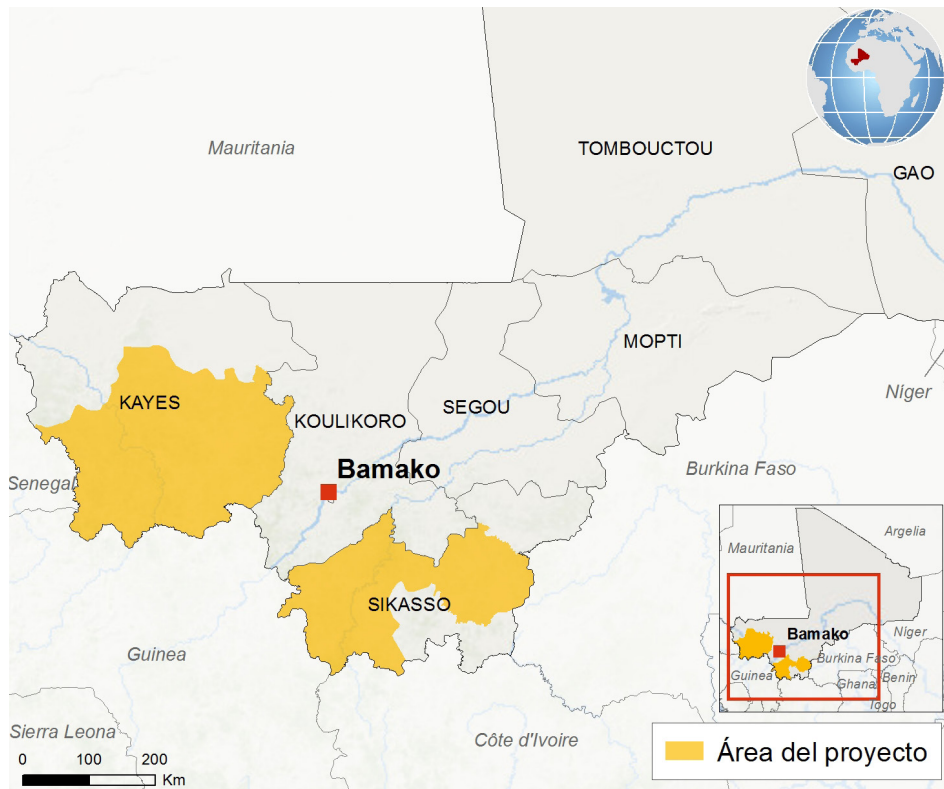 Mauritania
TOMBOUCTOU
GAO
MOPTI
Níger
KAYES
SEGOU
KOULIKORO
Bamako
Senegal
Burkina Faso
SIKASSO
Guinea
Sierra Leona
Côte d'Ivoire
0 100 200
Km
Argelia
Mauritania
Bamako
Níger
Burkina Faso
Guinea
Ghana
Benin
Togo
Área del proyecto